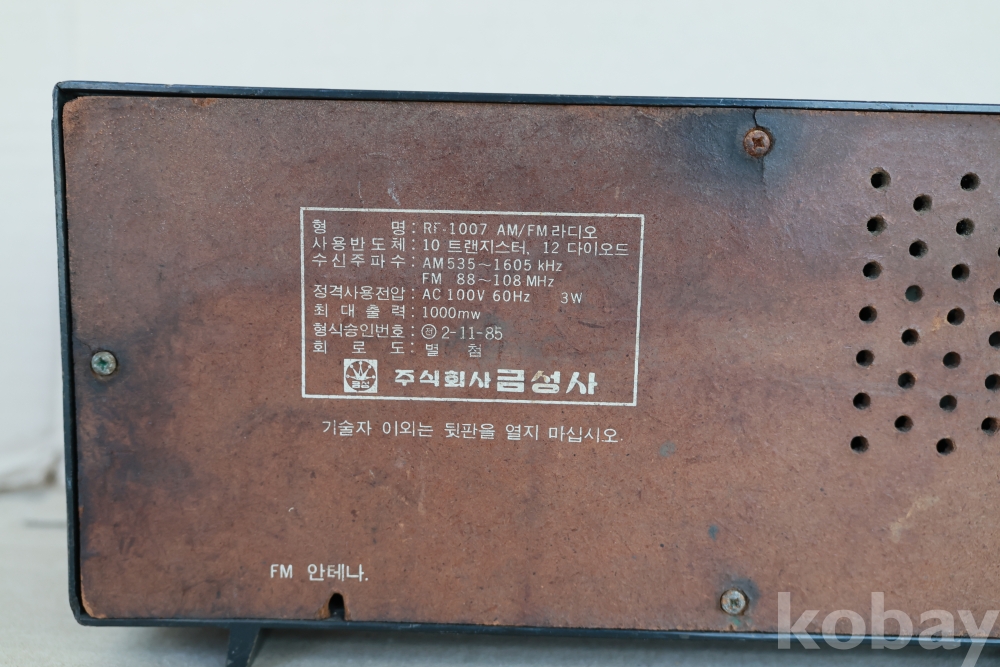 형 명 : RF-1007 AM/FM 라디오
사용반도체 : 10 트랜지스터, 12 다이오드
수신주파수 : AM 535~1605 kHz
FM 88~108 MHz
정격사용전압 : AC 100V 60Hz 3W
최대출력 : 1000mw
형식승인번호 : ㉠ 2-11-85
회로도 : 별첨
금성 주식회사 금성사
기술자 이외는 뒷판을 열지 마십시오.
FM 안테나.
kobay